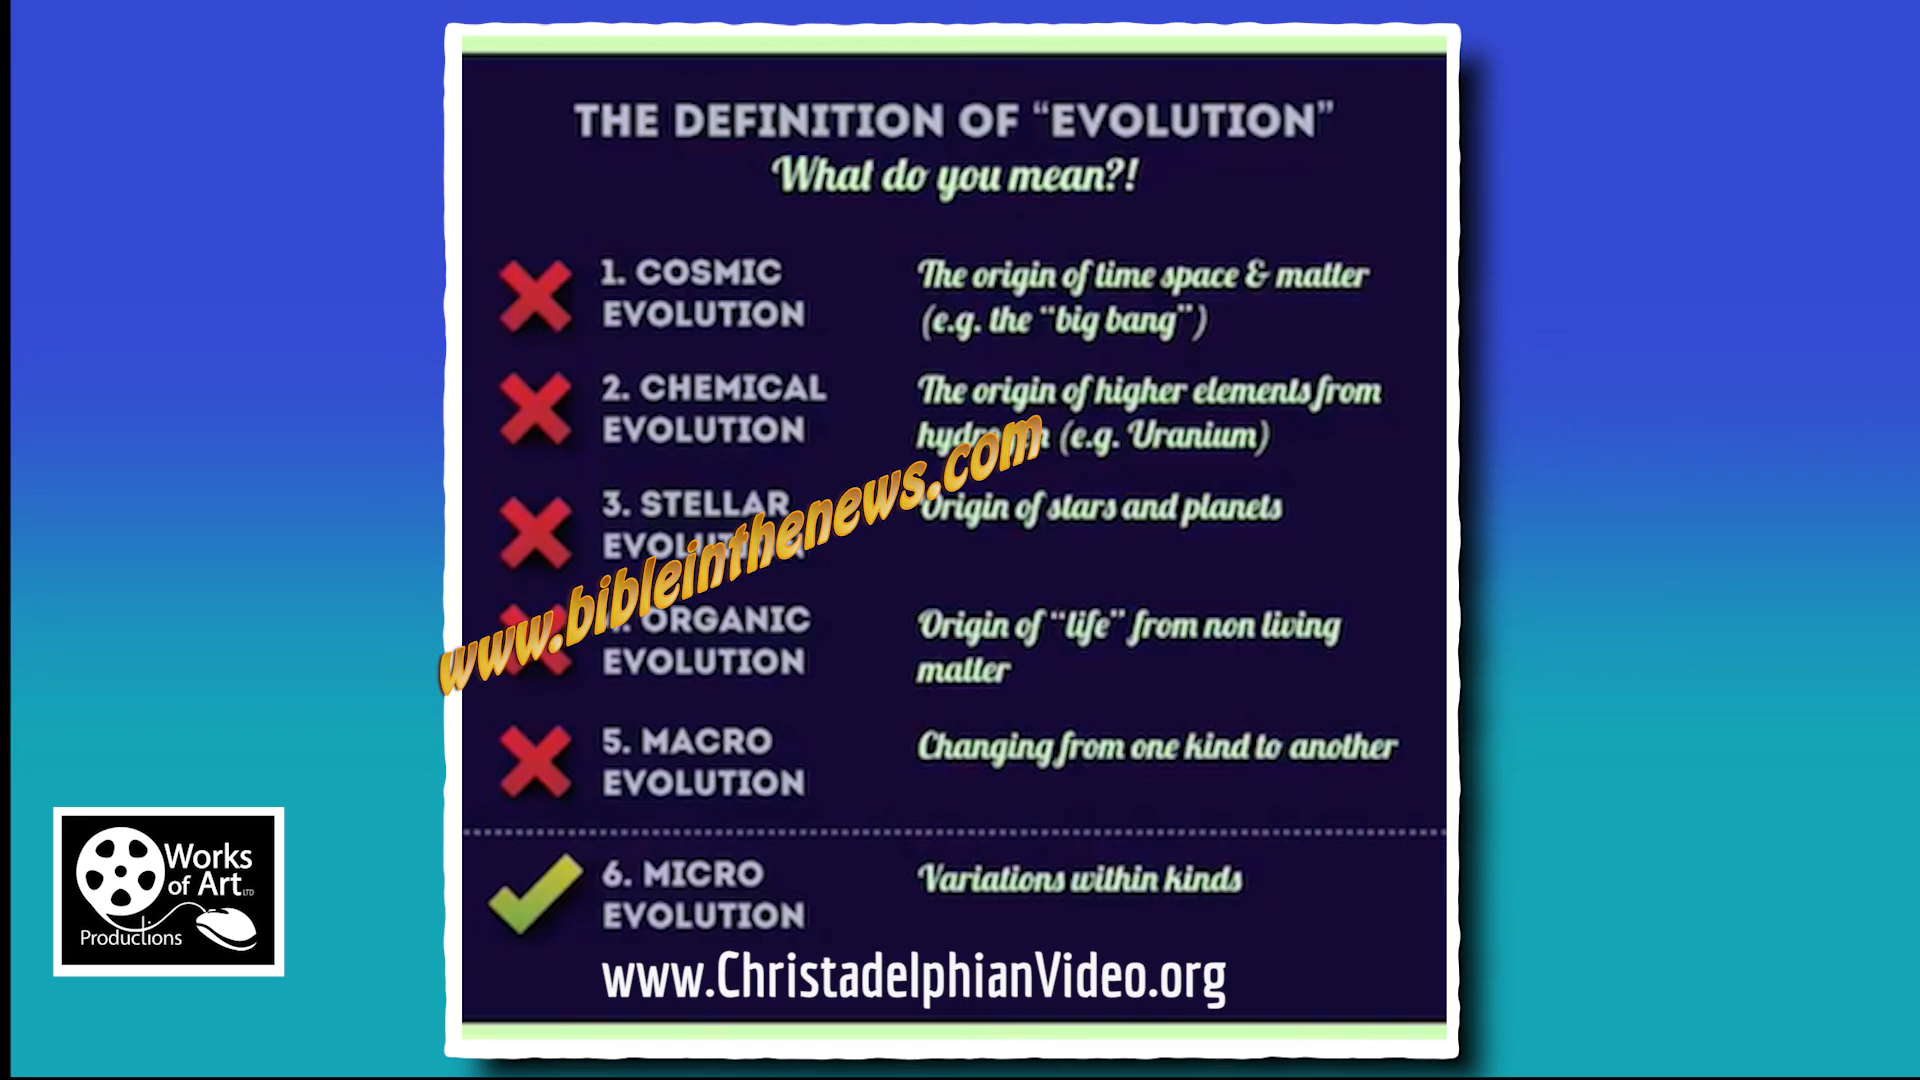 THE DEFINITION OF “EVOLUTION”
What do you mean?!
1. COSMIC
EVOLUTION
The origin of time space & matter
(e.g. the “big bang”)
2. CHEMICAL
EVOLUTION
The origin of higher elements from
(e.g. Uranium)
3. STELLAR
Origin of stars and planets
www.bibleinthenews.com
ORGANIC
EVOLUTION
Origin of “life” from non living
matter
5. MACRO
EVOLUTION
Changing from one kind to another
6. MICRO
EVOLUTION
Variations within kinds
www.ChristadelphianVideo.org
Works
of Art LTD
Productions